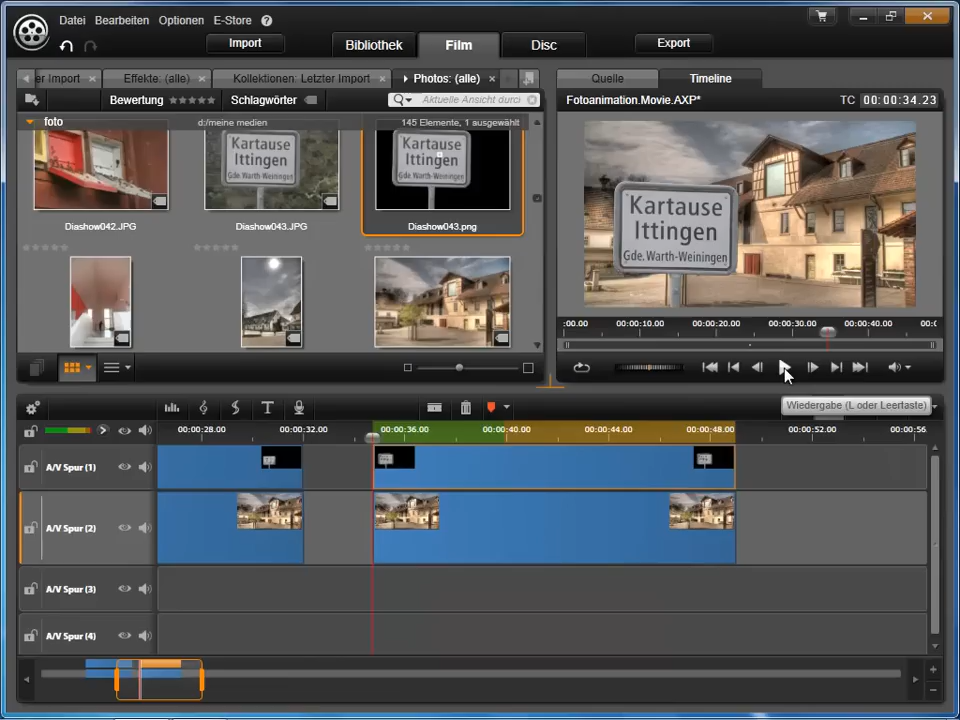 Datei Bearbeiten Optionen E-Store ?
Import Bibliothek Film Disc Export
er Import × Effekte: (alle) × Kollektionen: Letzter Import × Photos: (alle) ×
Quelle Timeline
Bewertung Schlagwörter Aktuelle Ansicht durci
Fotoanimation.Movie.AXP* TC 00:00:34.23
foto d:/meine medien 145 Elemente, 1 ausgewählt
Kartause Ittingen Gde. Warth-Weiningen
Kartause Ittingen Gde. Warth-Weiningen
Diashow042.JPG Diashow043.JPG Diashow043.png
Kartause
Ittingen
Gde. Warth-Weiningen
:00.00 00:00:10.00 00:00:20.00 00:00:30.00 00:00:40.00 00:0(
Wiedergabe (L oder Leertaste)
00:00:28.00 00:00:32.00 00:00:36.00 00:00:40.00 00:00:44.00 00:00:48.00 00:00:52.00 00:00:56
A/V Spur (1)
A/V Spur (2)
A/V Spur (3)
A/V Spur (4)